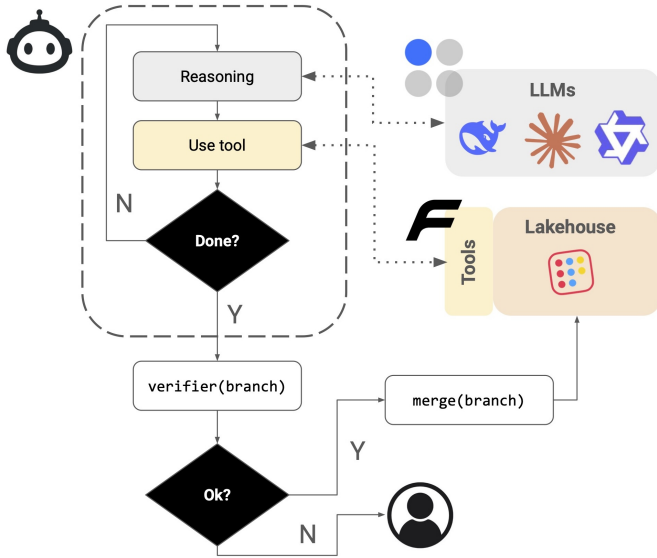 Reasoning
Use tool
Done?
N
Y
LLMs
Tools
Lakehouse
verifier(branch)
merge(branch)
Ok?
Y
N